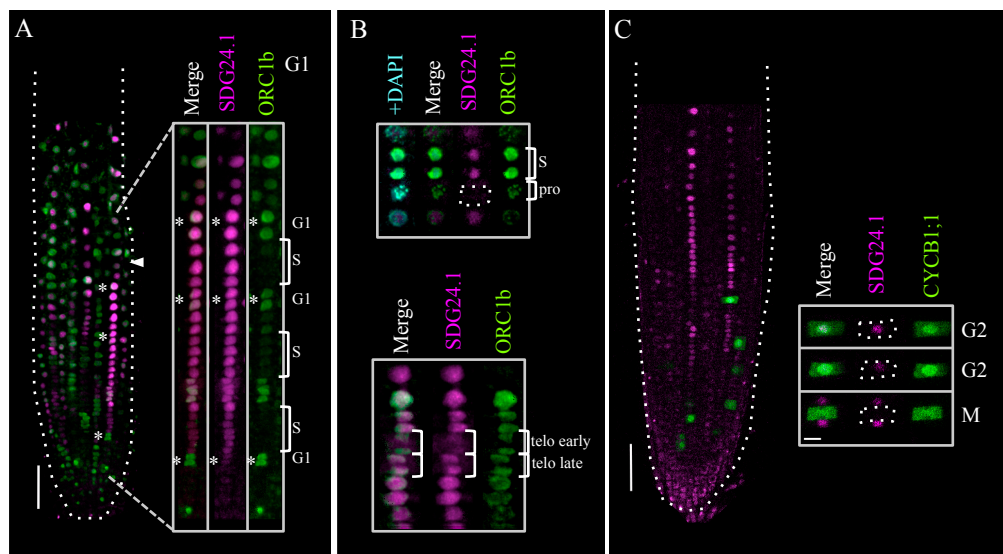 A
Merge
SDG24.1
ORC1b
G1
*
*
*
*
*
*
G1
S
*
*
*
G1
S
S
*
*
*
G1
B
+DAPI
Merge
SDG24.1
ORC1b
S
pro
Merge
SDG24.1
ORC1b
telo early
telo late
C
Merge
SDG24.1
CYCB1,1
G2
G2
M